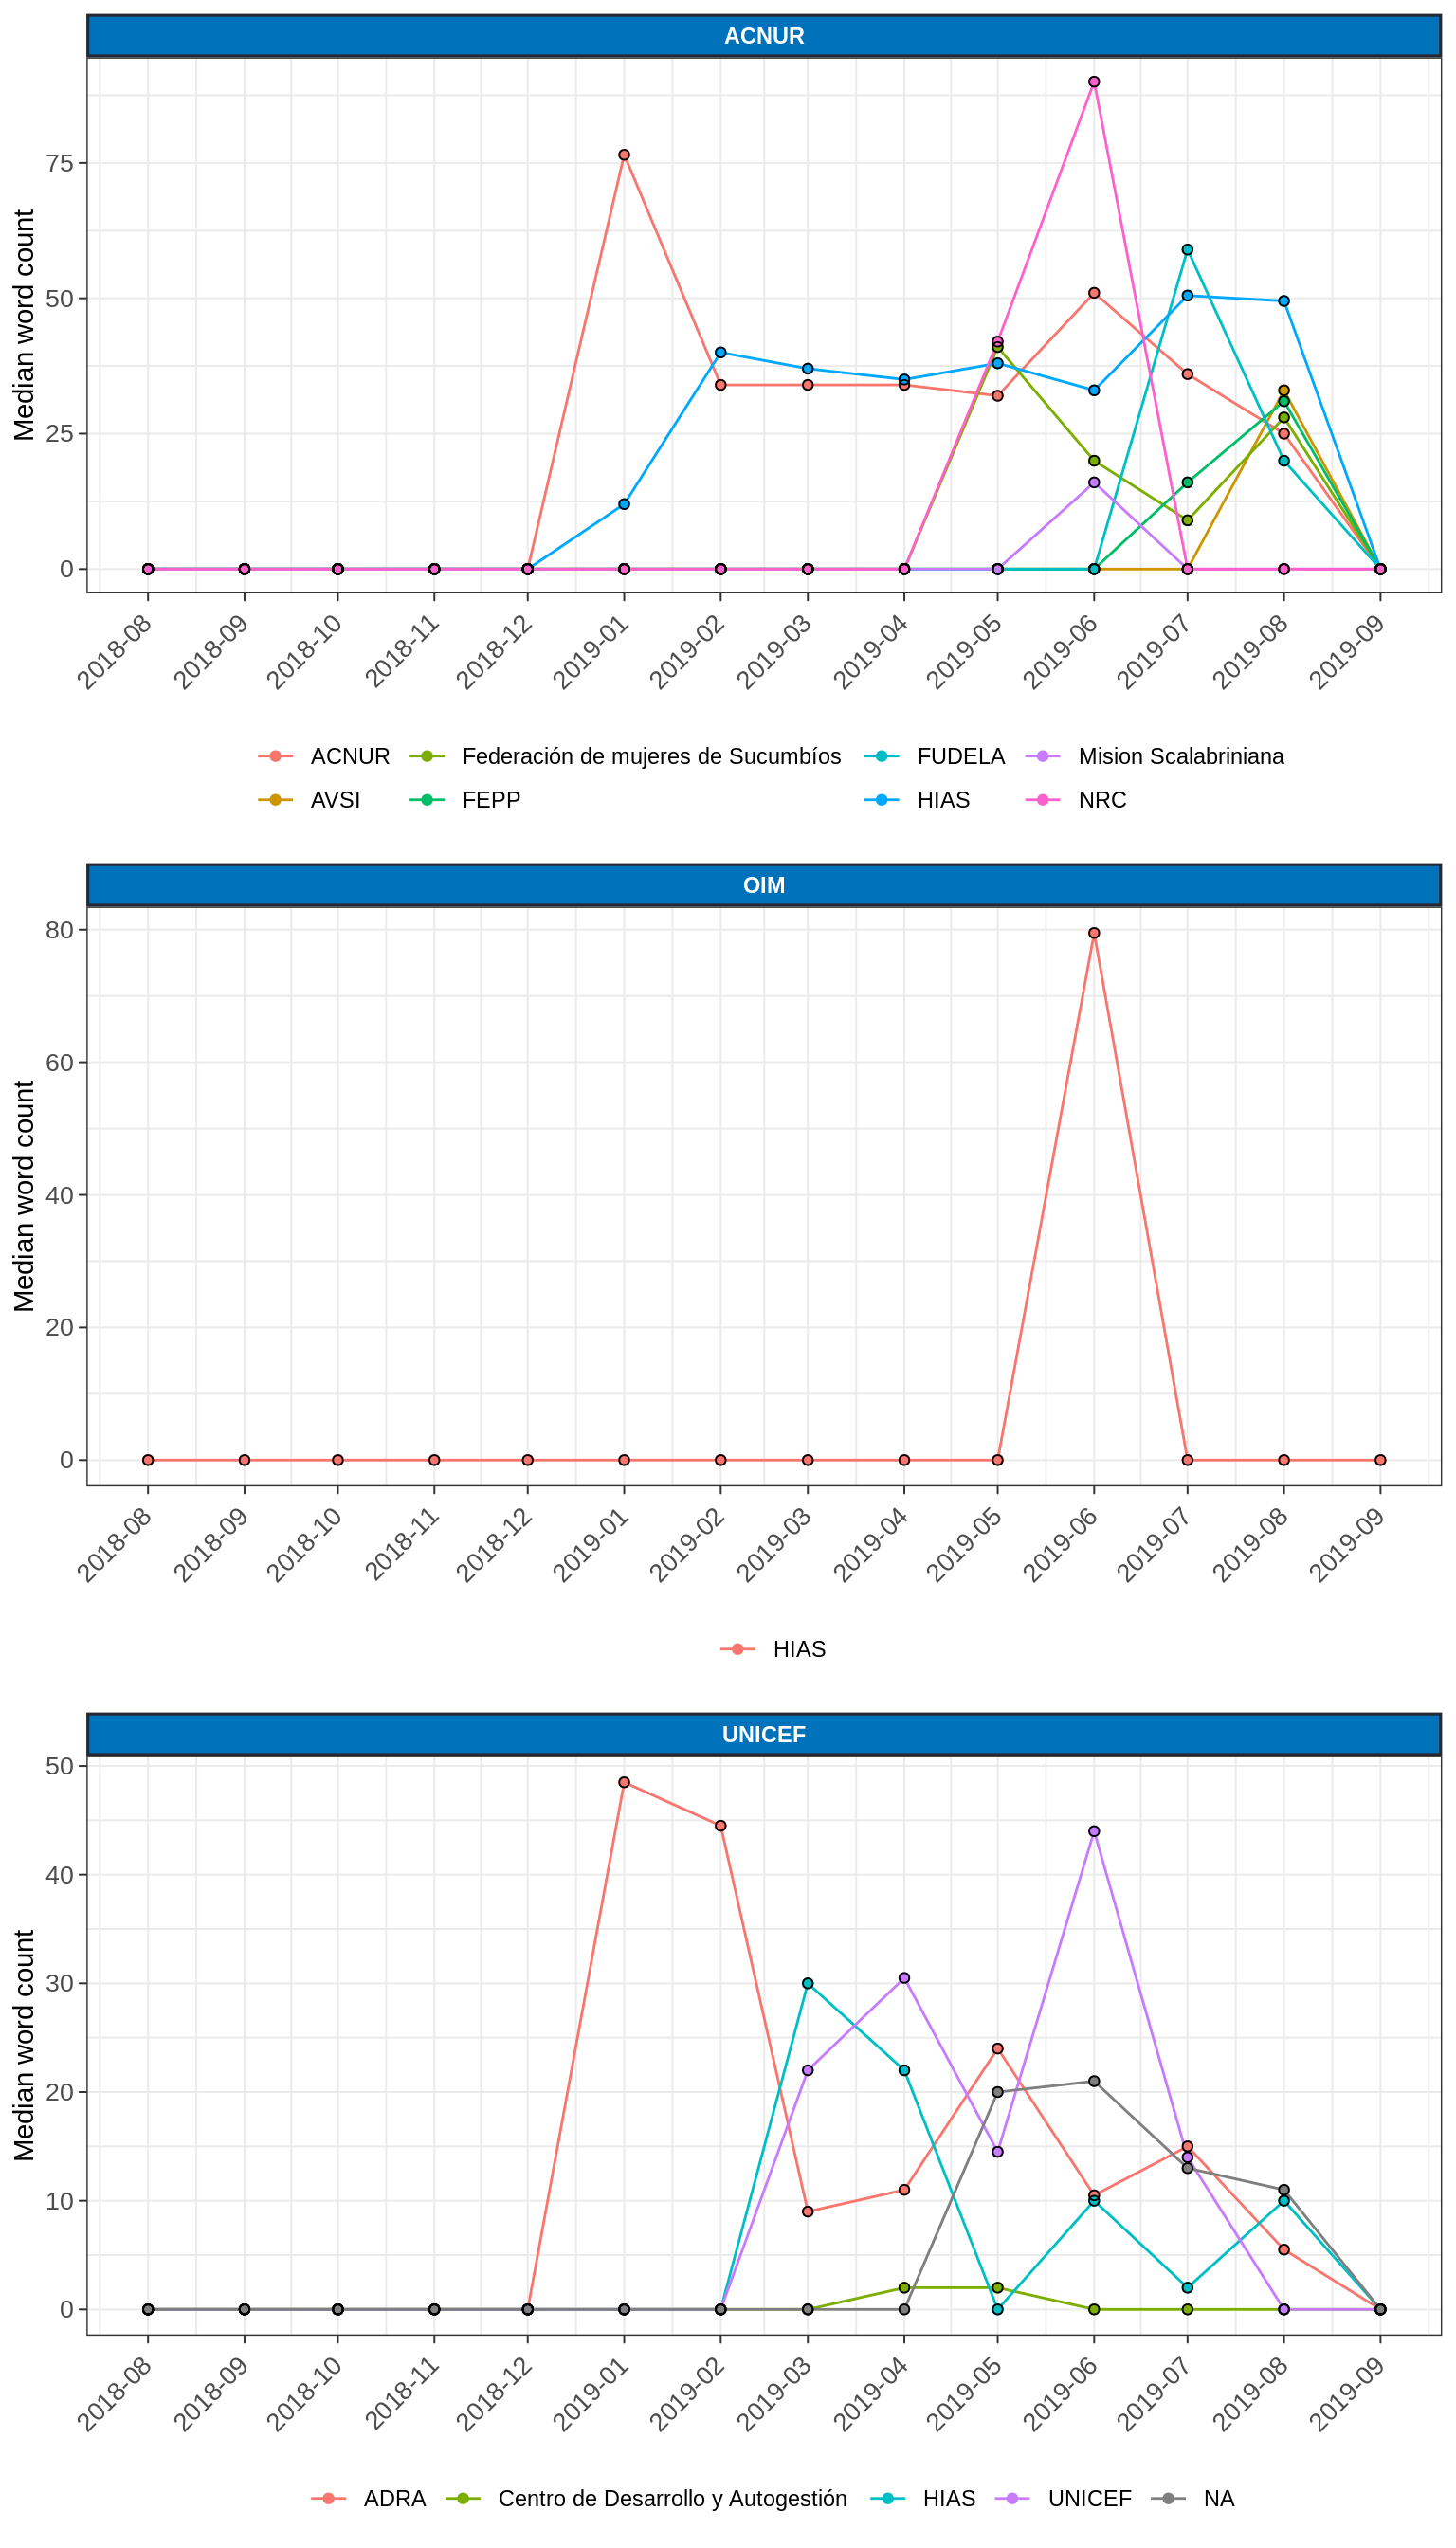 ACNUR
Median word count
75
50
25
0
2018-08 2018-09 2018-10 2018-11 2018-12 2019-01 2019-02 2019-03 2019-04 2019-05 2019-06 2019-07 2019-08 2019-09
ACNUR Federación de mujeres de Sucumbíos FUDELA Mision Scalabriniana
AVSI FEPP HIAS NRC
OIM
Median word count
80
60
40
20
0
2018-08 2018-09 2018-10 2018-11 2018-12 2019-01 2019-02 2019-03 2019-04 2019-05 2019-06 2019-07 2019-08 2019-09
HIAS
UNICEF
Median word count
50
40
30
20
10
0
2018-08 2018-09 2018-10 2018-11 2018-12 2019-01 2019-02 2019-03 2019-04 2019-05 2019-06 2019-07 2019-08 2019-09
ADRA Centro de Desarrollo y Autogestión HIAS UNICEF NA